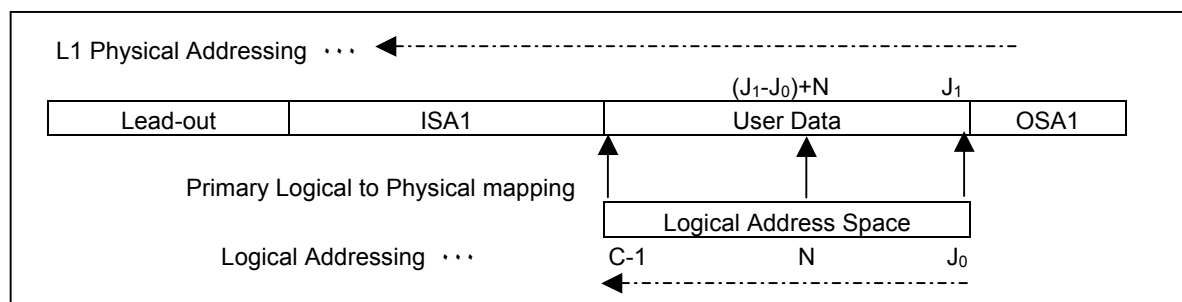 L1 Physical Addressing ···
(J₁-J₀)+N J₁
Lead-out ISA1 User Data OSA1
Primary Logical to Physical mapping
Logical Address Space
Logical Addressing ··· C-1 N J₀